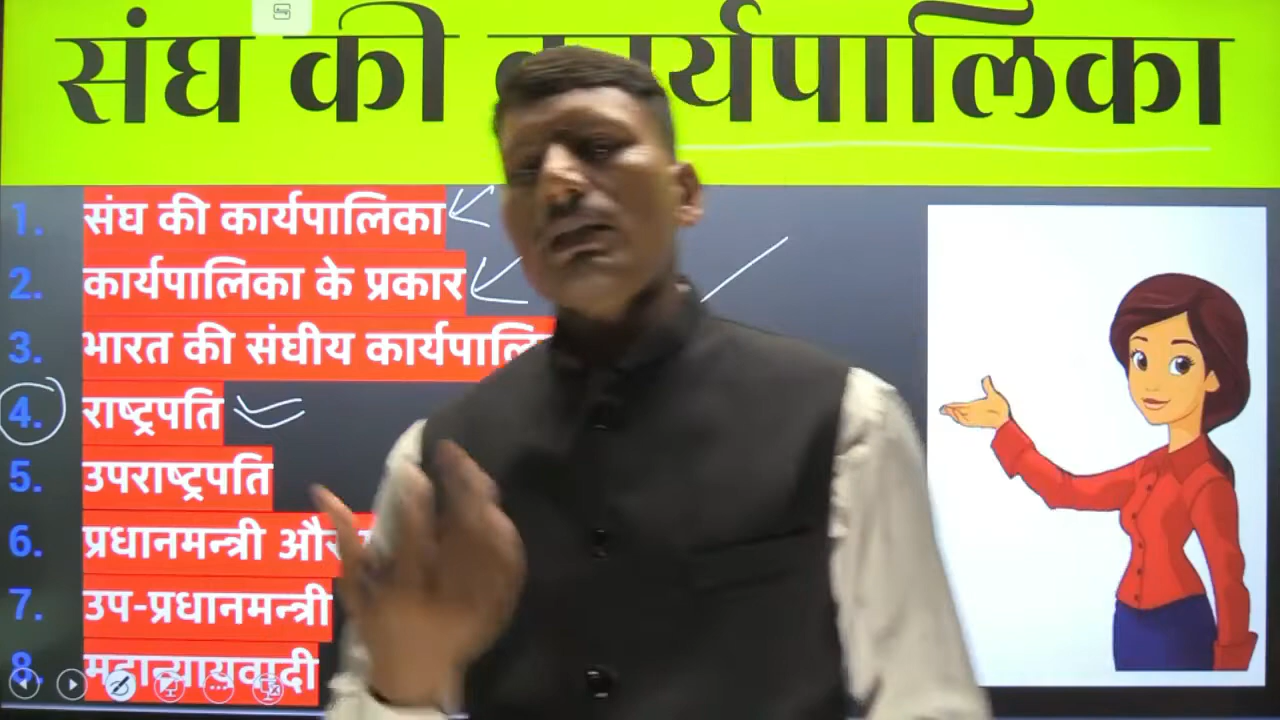 संघ की कार्यपालिका
1. संघ की कार्यपालिका
2. कार्यपालिका के प्रकार
3. भारत की संघीय
4. राष्ट्रपति
5. उपराष्ट्रपति
6. प्रधानमन्त्री और
7. उप-प्रधानमन्त्री
8. महान्यायवादी